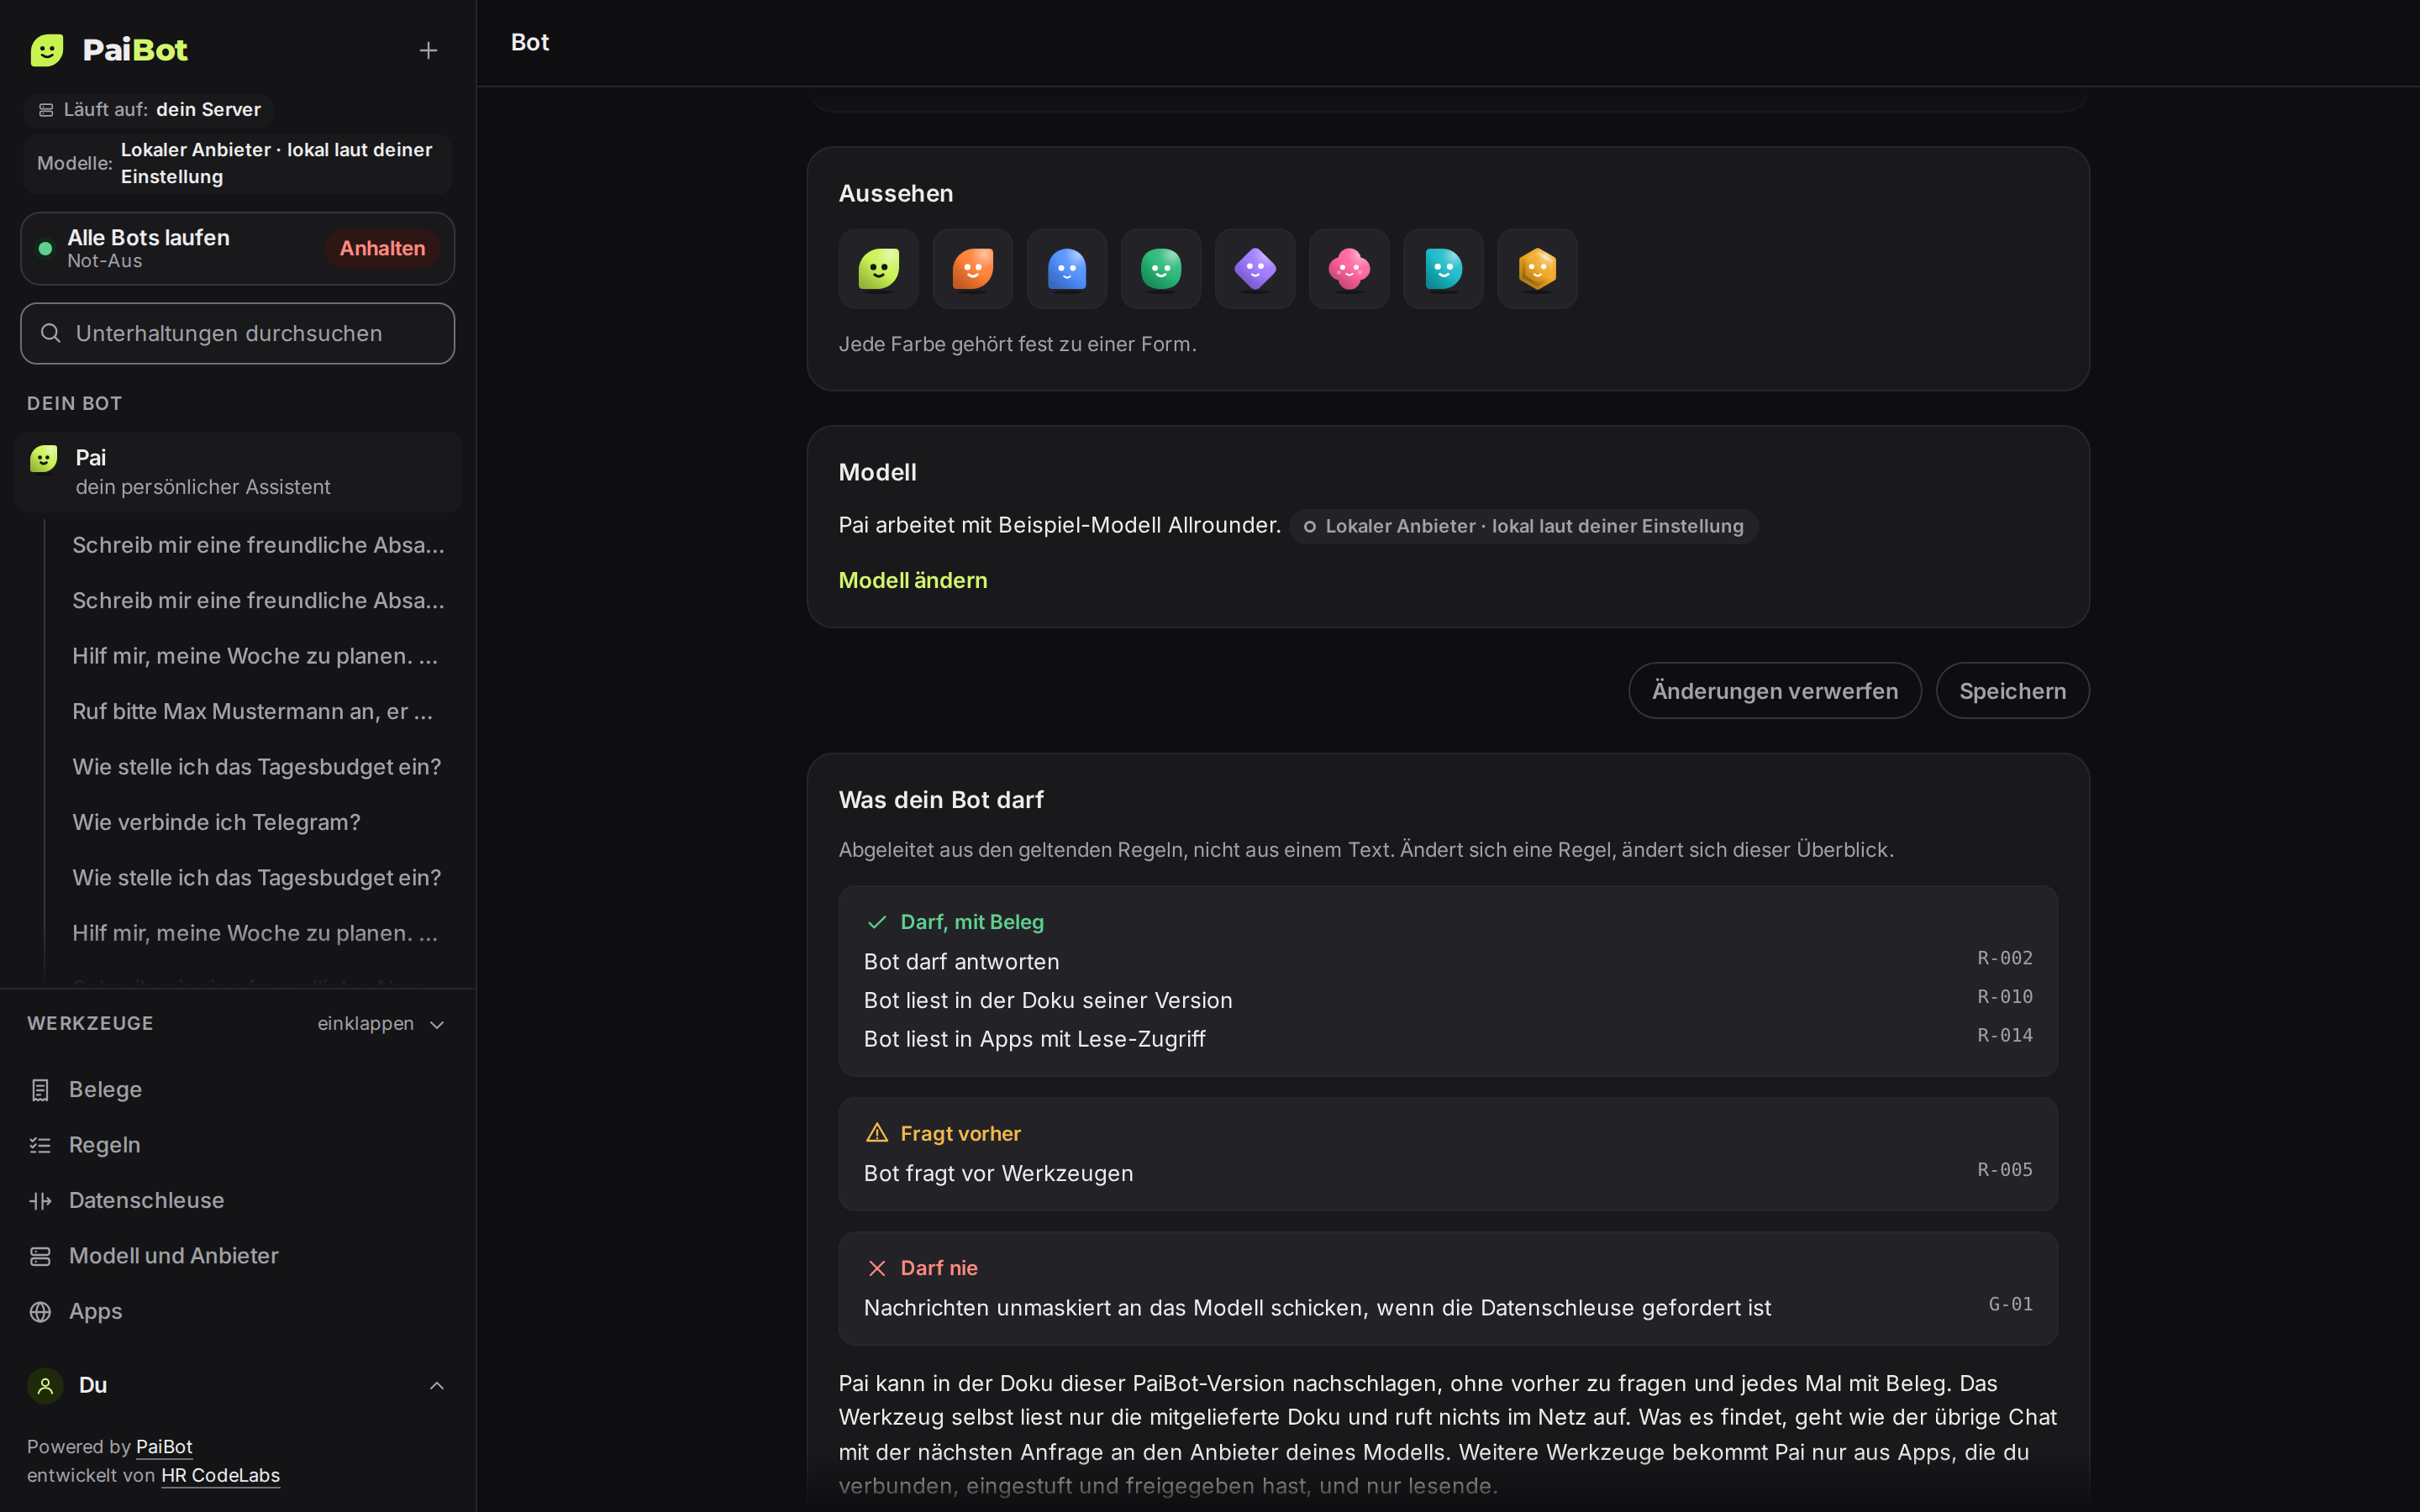 PaiBot
Läuft auf: dein Server
Modelle: Lokaler Anbieter · lokal laut deiner
Einstellung
Alle Bots laufen
Not-Aus
Anhalten
Unterhaltungen durchsuchen
DEIN BOT
Pai
dein persönlicher Assistent
Schreib mir eine freundliche Absa...
Schreib mir eine freundliche Absa...
Hilf mir, meine Woche zu planen. ...
Ruf bitte Max Mustermann an, er ...
Wie stelle ich das Tagesbudget ein?
Wie verbinde ich Telegram?
Wie stelle ich das Tagesbudget ein?
Hilf mir, meine Woche zu planen. ...
WERKZEUGE
einklappen
Belege
Regeln
Datenschleuse
Modell und Anbieter
Apps
Du
Powered by PaiBot
entwickelt von HR CodeLabs
Bot
Aussehen
Jede Farbe gehört fest zu einer Form.
Modell
Pai arbeitet mit Beispiel-Modell Allrounder. Lokaler Anbieter · lokal laut deiner Einstellung
Modell ändern
Änderungen verwerfen
Speichern
Was dein Bot darf
Abgeleitet aus den geltenden Regeln, nicht aus einem Text. Ändert sich eine Regel, ändert sich dieser Überblick.
Darf, mit Beleg
Bot darf antworten R-002
Bot liest in der Doku seiner Version R-010
Bot liest in Apps mit Lese-Zugriff R-014
Fragt vorher
Bot fragt vor Werkzeugen R-005
Darf nie
Nachrichten unmaskiert an das Modell schicken, wenn die Datenschleuse gefordert ist G-01
Pai kann in der Doku dieser PaiBot-Version nachschlagen, ohne vorher zu fragen und jedes Mal mit Beleg. Das
Werkzeug selbst liest nur die mitgelieferte Doku und ruft nichts im Netz auf. Was es findet, geht wie der übrige Chat
mit der nächsten Anfrage an den Anbieter deines Modells. Weitere Werkzeuge bekommt Pai nur aus Apps, die du
verbunden, eingestuft und freigegeben hast, und nur lesende.